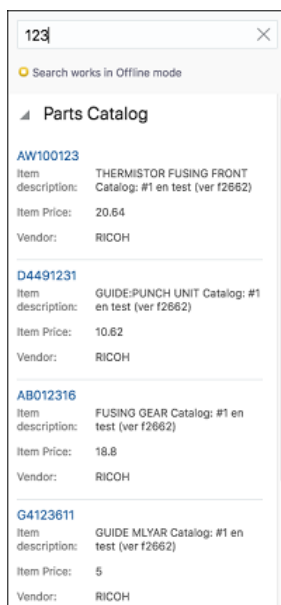 123
Search works in Offline mode
Parts Catalog
AW100123
Item description: THERMISTOR FUSING FRONT Catalog: #1 en test (ver f2662)
Item Price: 20.64
Vendor: RICOH
D4491231
Item description: GUIDE:PUNCH UNIT Catalog: #1 en test (ver f2662)
Item Price: 10.62
Vendor: RICOH
AB012316
Item description: FUSING GEAR Catalog: #1 en test (ver f2662)
Item Price: 18.8
Vendor: RICOH
G4123611
Item description: GUIDE MLYAR Catalog: #1 en test (ver f2662)
Item Price: 5
Vendor: RICOH